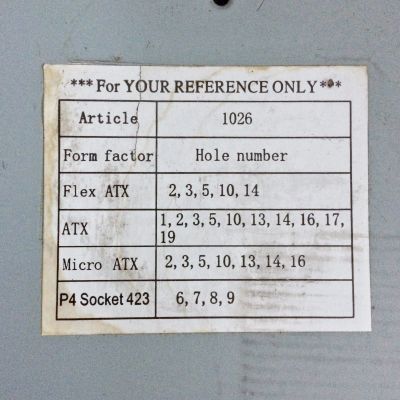 ***For YOUR REFERENCE ONLY***
Article 1026
Form factor Hole number
Flex ATX 2, 3, 5, 10, 14
ATX 1, 2, 3, 5, 10, 13, 14, 16, 17,
19
Micro ATX 2, 3, 5, 10, 13, 14, 16
P4 Socket 423 6, 7, 8, 9